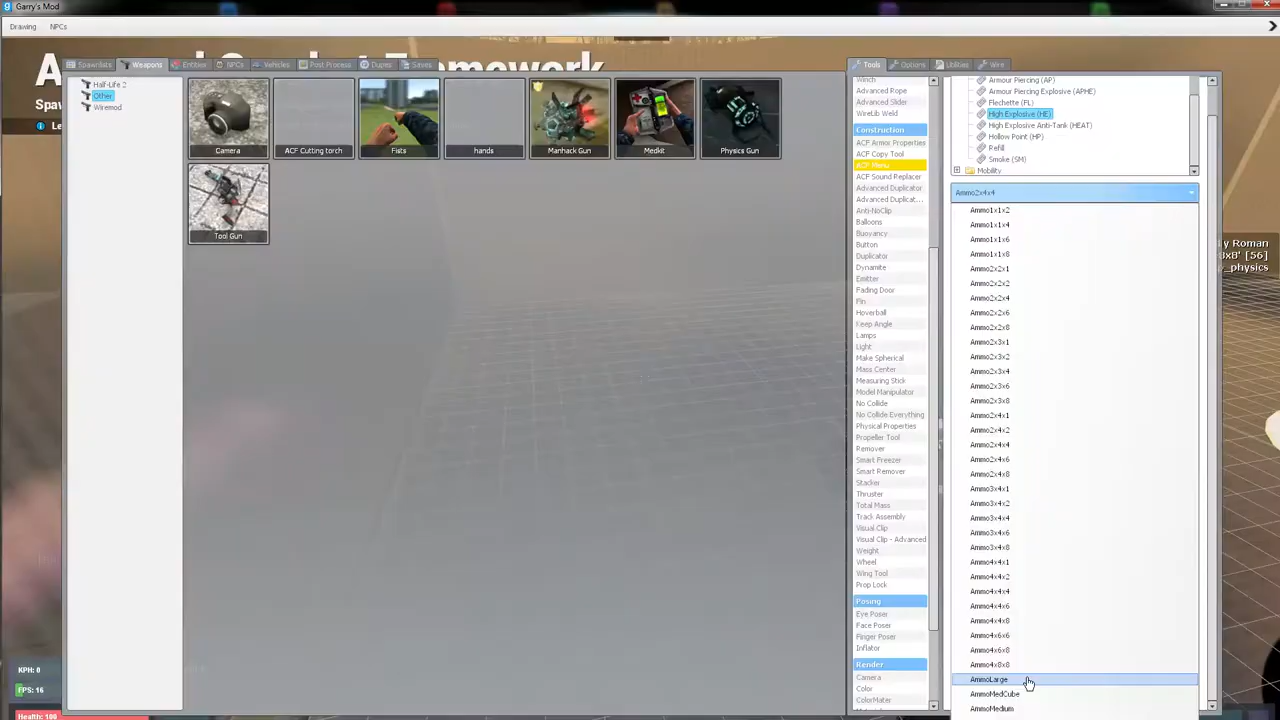 Garry's Mod
Drawing
NPCs
Spawnlists
Weapons
Entities
NPCs
Vehicles
Post Process
Dupes
Saves
Half-Life 2
Other
Wiremod
Camera
ACF Cutting torch
Fists
hands
Manhack Gun
Medkit
Physics Gun
Tool Gun
Tools
Options
Utilities
Wire
Winch
Advanced Rope
Advanced Slider
WireLib Weld
Construction
ACF Armor Properties
ACF Copy Tool
ACF Menu
ACF Sound Replacer
Advanced Duplicator
Advanced Duplicat...
Anti-NoClip
Balloons
Buoyancy
Button
Duplicator
Dynamite
Emitter
Fading Door
Fin
Hoverball
Keep Angle
Lamps
Light
Make Spherical
Mass Center
Measuring Stick
Model Manipulator
No Collide
No Collide Everything
Physical Properties
Propeller Tool
Remover
Smart Freezer
Smart Remover
Stacker
Thruster
Total Mass
Track Assembly
Visual Clip
Visual Clip - Advanced
Weight
Wheel
Wing Tool
Prop Lock
Posing
Eye Poser
Face Poser
Finger Poser
Inflator
Render
Camera
Color
ColorMater
Armour Piercing (AP)
Armour Piercing Explosive (APHE)
Flechette (FL)
High Explosive (HE)
High Explosive Anti-Tank (HEAT)
Hollow Point (HP)
Refill
Smoke (SM)
Mobility
Ammo2x4x4
Ammo1x1x2
Ammo1x1x4
Ammo1x1x6
Ammo1x1x8
Ammo2x2x1
Ammo2x2x2
Ammo2x2x4
Ammo2x2x6
Ammo2x2x8
Ammo2x3x1
Ammo2x3x2
Ammo2x3x4
Ammo2x3x6
Ammo2x3x8
Ammo2x4x1
Ammo2x4x2
Ammo2x4x4
Ammo2x4x6
Ammo2x4x8
Ammo3x4x1
Ammo3x4x2
Ammo3x4x4
Ammo3x4x6
Ammo3x4x8
Ammo4x4x1
Ammo4x4x2
Ammo4x4x4
Ammo4x4x6
Ammo4x4x8
Ammo4x6x6
Ammo4x6x8
Ammo4x8x8
AmmoLarge
AmmoMedCube
AmmoMedium
ly Roman
8x8' [56]
_physics
KPH: 0
FPS: 16
Health: 100